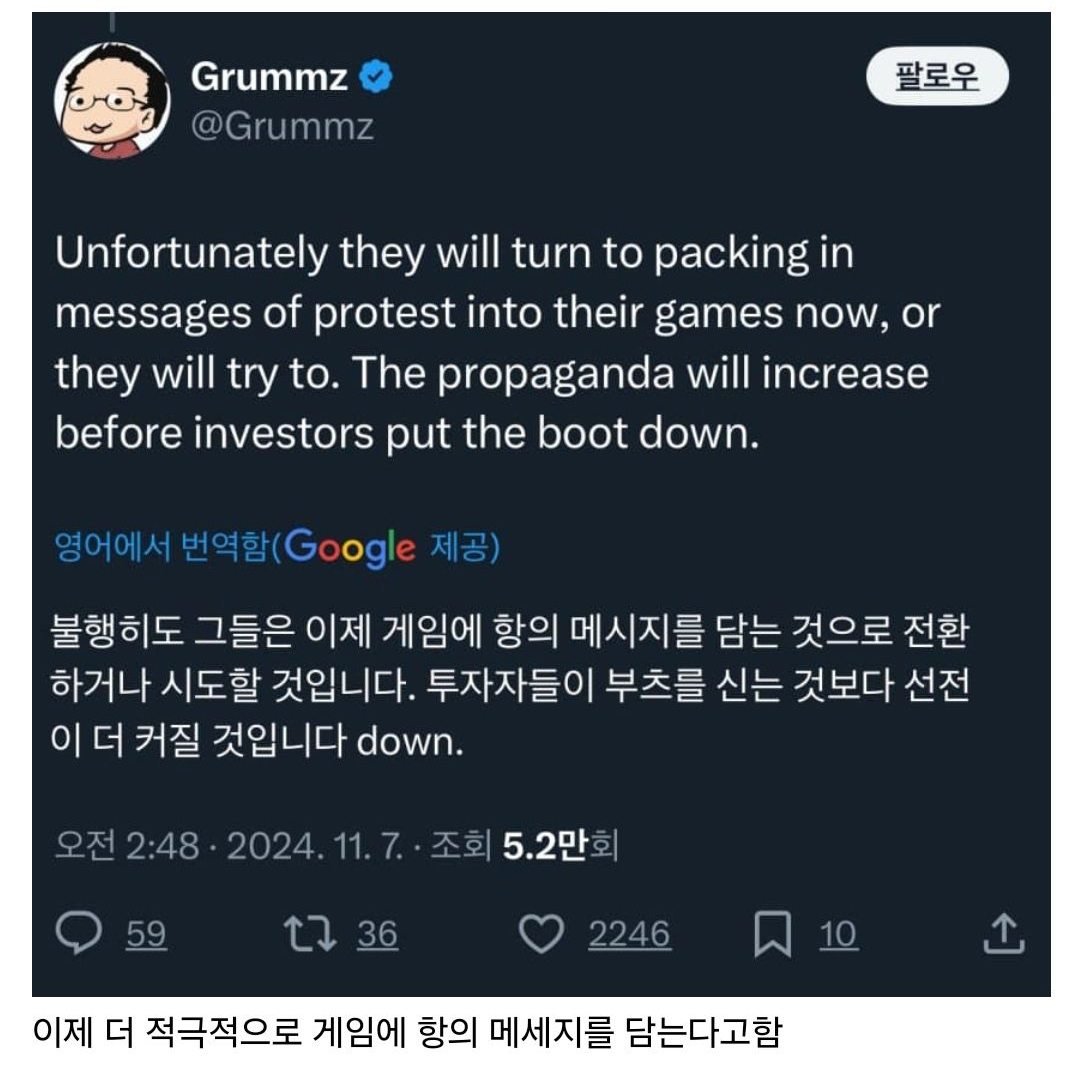 Grummz
팔로우
@Grummz
Unfortunately they will turn to packing in
messages of protest into their games now, or
they will try to. The propaganda will increase
before investors put the boot down.
영어에서 번역함(Google 제공)
불행히도 그들은 이제 게임에 항의 메시지를 담는 것으로 전환
하거나 시도할 것입니다. 투자자들이 부츠를 신는 것보다 선전
이 더 커질 것입니다 down.
오전 2:48 · 2024. 11. 7. · 조회 5.2만회
59 36 2246 10
이제 더 적극적으로 게임에 항의 메세지를 담는다고함